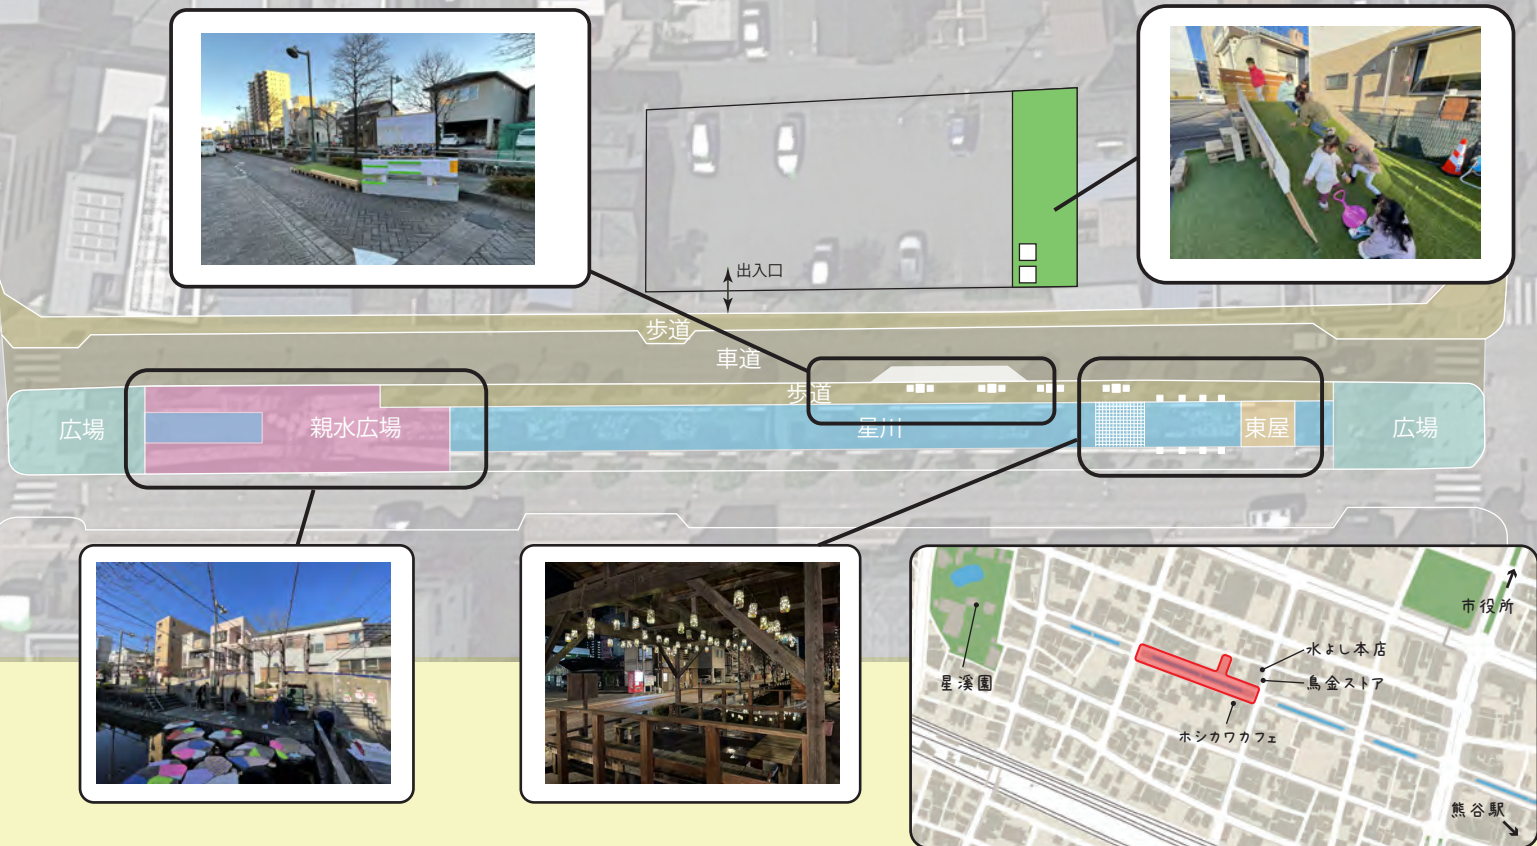 出入口
歩道
車道
歩道
広場
親水広場
星川
東屋
広場
市役所
水よし本店
鳥金ストア
星溪園
ホシカワカフェ
熊谷駅